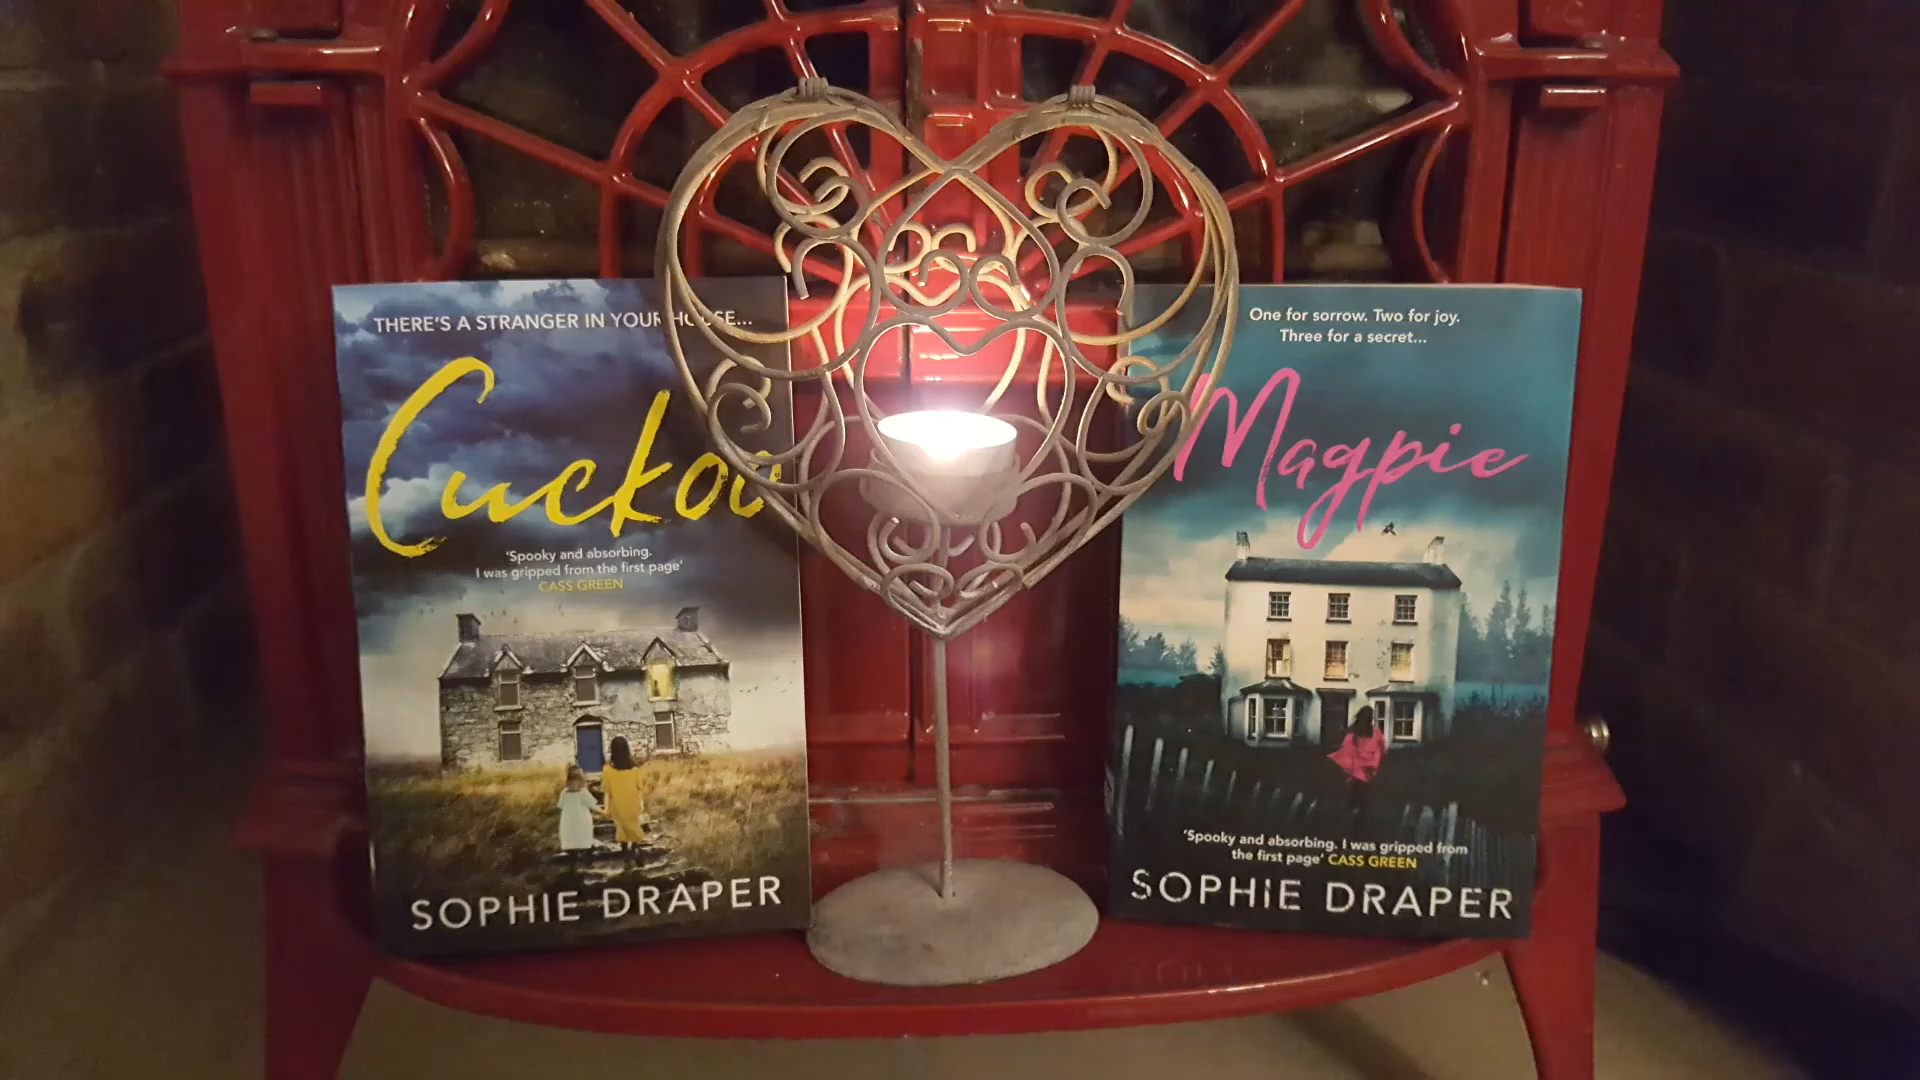 THERE'S A STRANGER IN YOUR HOUSE...
Cuckoo
'Spooky and absorbing.
I was gripped from the first page'
CASS GREEN
SOPHIE DRAPER
One for sorrow. Two for joy.
Three for a secret...
Magpie
'Spooky and absorbing. I was gripped from
the first page' CASS GREEN
SOPHIE DRAPER